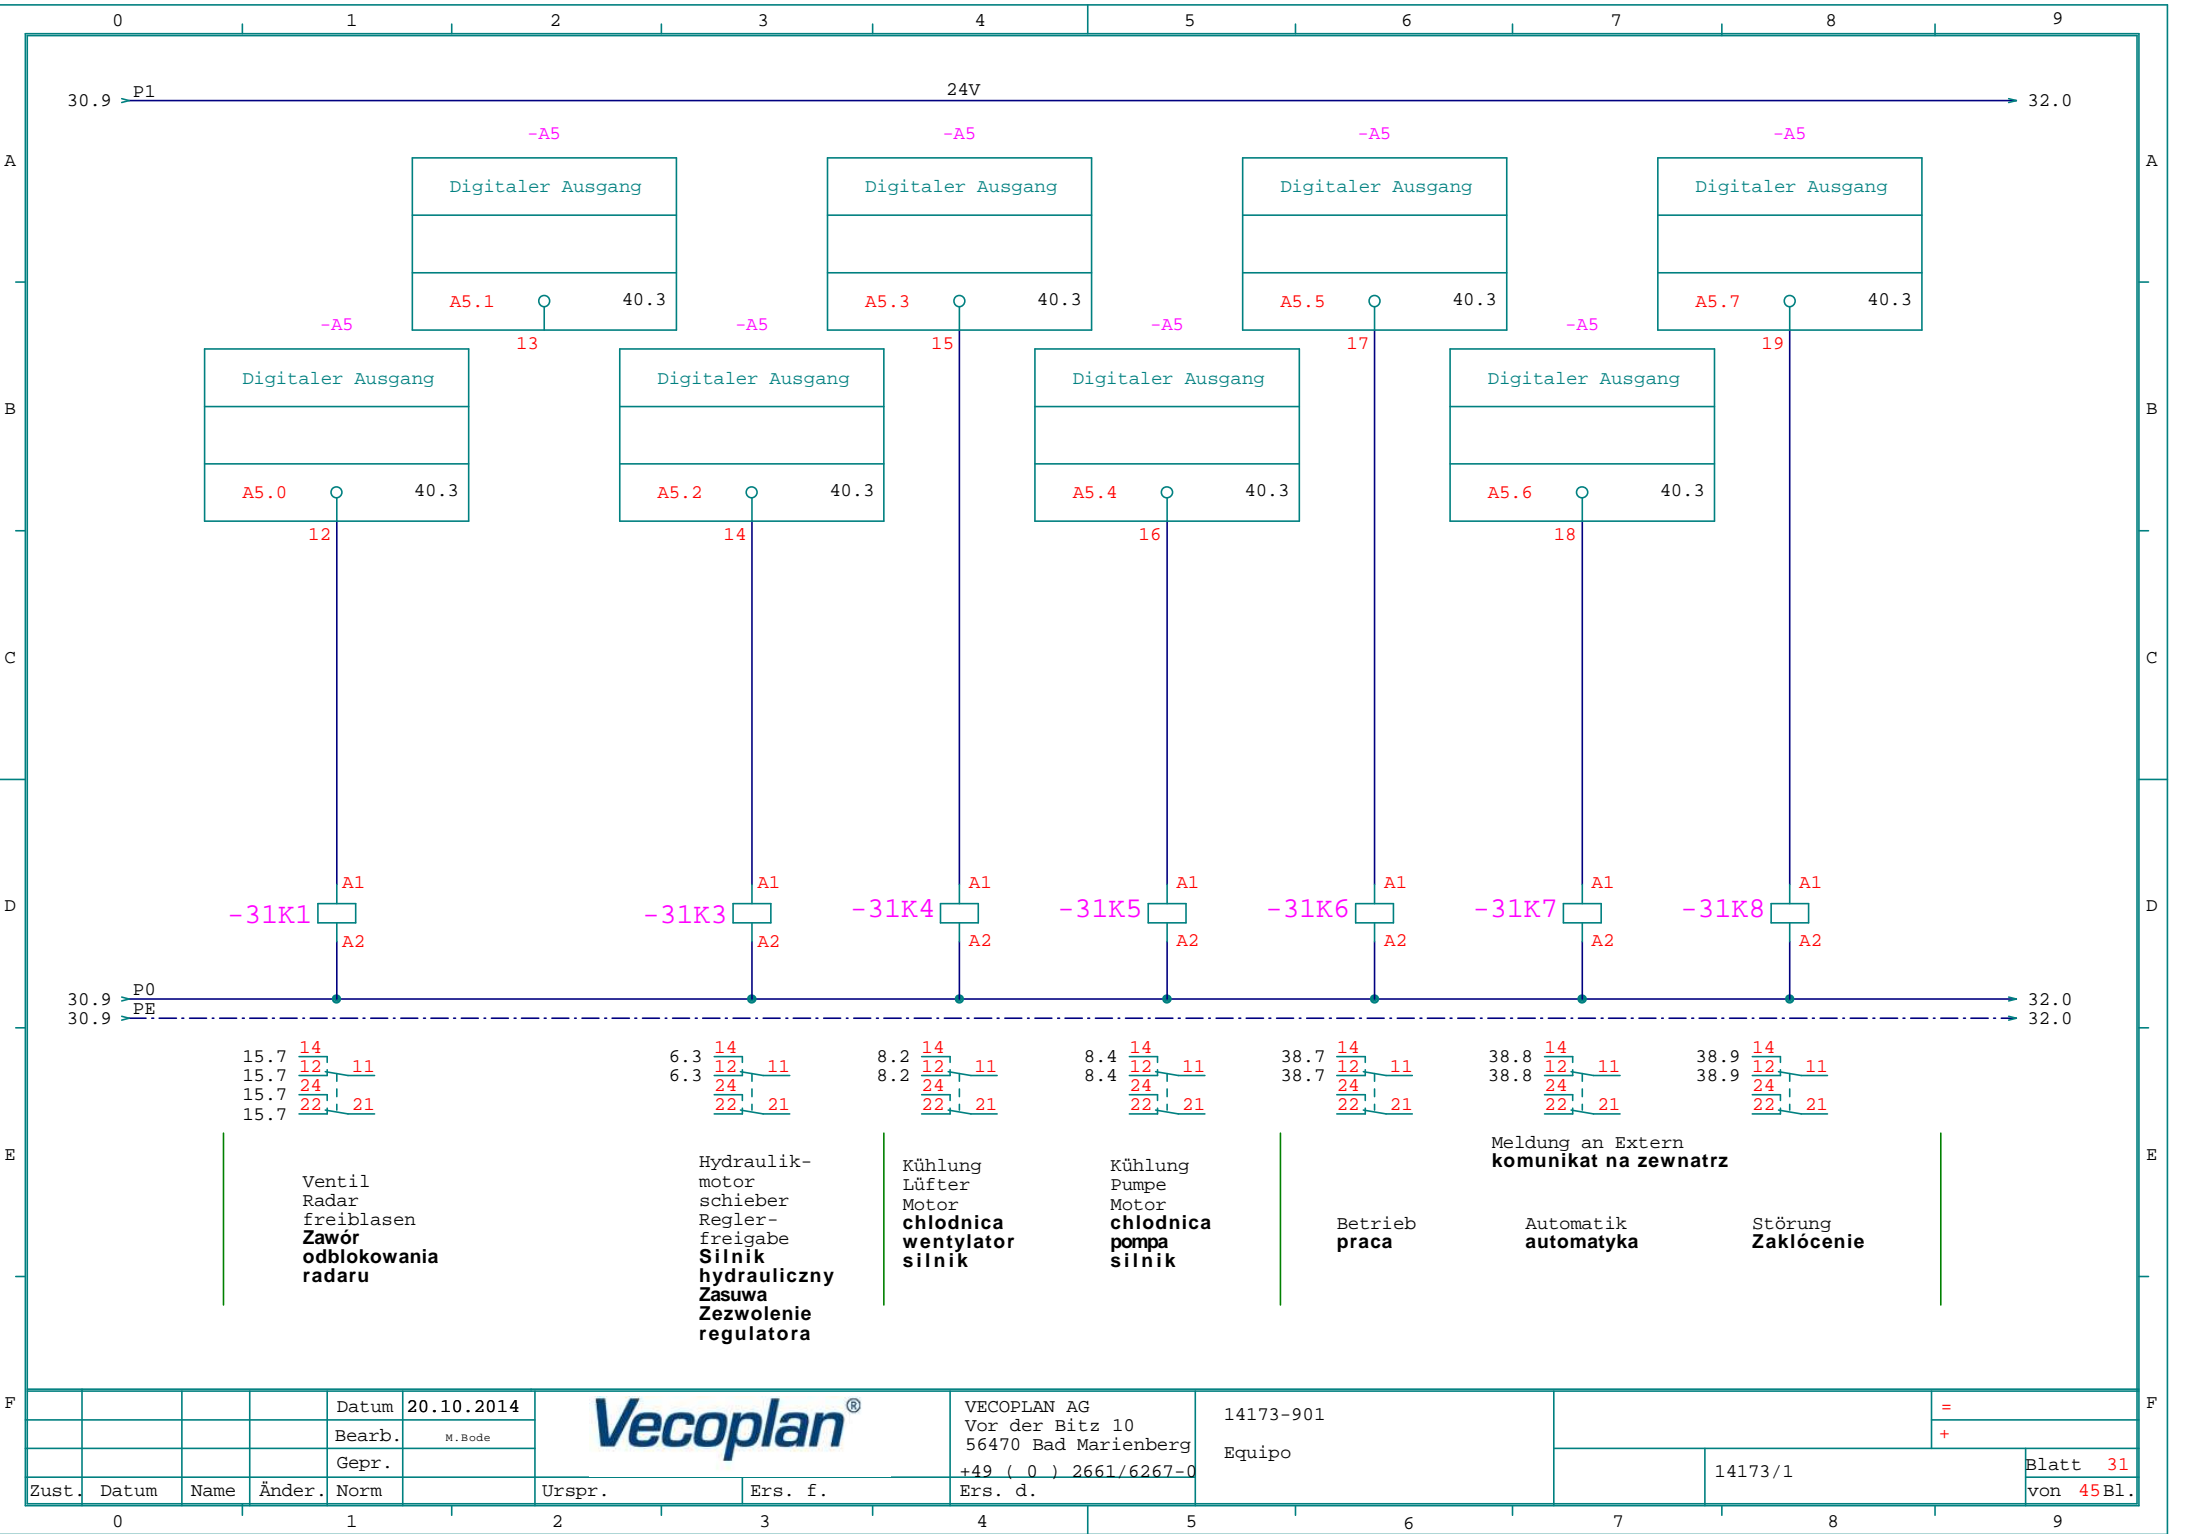 0 1 2 3 4 5 6 7 8 9
30.9 P1 24V 32.0
-A5 -A5 -A5 -A5
A A
Digitaler Ausgang Digitaler Ausgang Digitaler Ausgang Digitaler Ausgang
A5.1 40.3 A5.3 40.3 A5.5 40.3 A5.7 40.3
-A5 -A5 -A5 -A5
13 15 17 19
Digitaler Ausgang Digitaler Ausgang Digitaler Ausgang Digitaler Ausgang
B B
A5.0 40.3 A5.2 40.3 A5.4 40.3 A5.6 40.3
12 14 16 18
C C
A1 A1 A1 A1 A1 A1 A1
D D
-31K1 -31K3 -31K4 -31K5 -31K6 -31K7 -31K8
A2 A2 A2 A2 A2 A2 A2
30.9 P0 32.0
30.9 PE 32.0
15.7 14
15.7 12 11
15.7 24
15.7 22 21
6.3 14
6.3 12 11
24
22 21
8.2 14
8.2 12 11
24
22 21
8.4 14
8.4 12 11
24
22 21
38.7 14
38.7 12 11
24
22 21
38.8 14
38.8 12 11
24
22 21
38.9 14
38.9 12 11
24
22 21
E E
Ventil
Radar
freiblasen
Zawór
odblokowania
radaru
Hydraulik-
motor
schieber
Regler-
freigabe
Silnik
hydrauliczny
Zasuwa
Zezwolenie
regulatora
Kühlung
Lüfter
Motor
chlodnica
wentylator
silnik
Kühlung
Pumpe
Motor
chlodnica
pompa
silnik
Meldung an Extern
komunikat na zewnatrz
Betrieb
praca
Automatik
automatyka
Störung
Zaklócenie
F F
Datum 20.10.2014
Bearb. M.Bode
Gepr.
Zust. Datum Name Änder. Norm
Vecoplan®
Urspr. Ers. f. Ers. d.
VECOPLAN AG
Vor der Bitz 10
56470 Bad Marienberg
+49 ( 0 ) 2661/6267-0
14173-901
Equipo
14173/1
=
+
Blatt 31
von 45Bl.
0 1 2 3 4 5 6 7 8 9